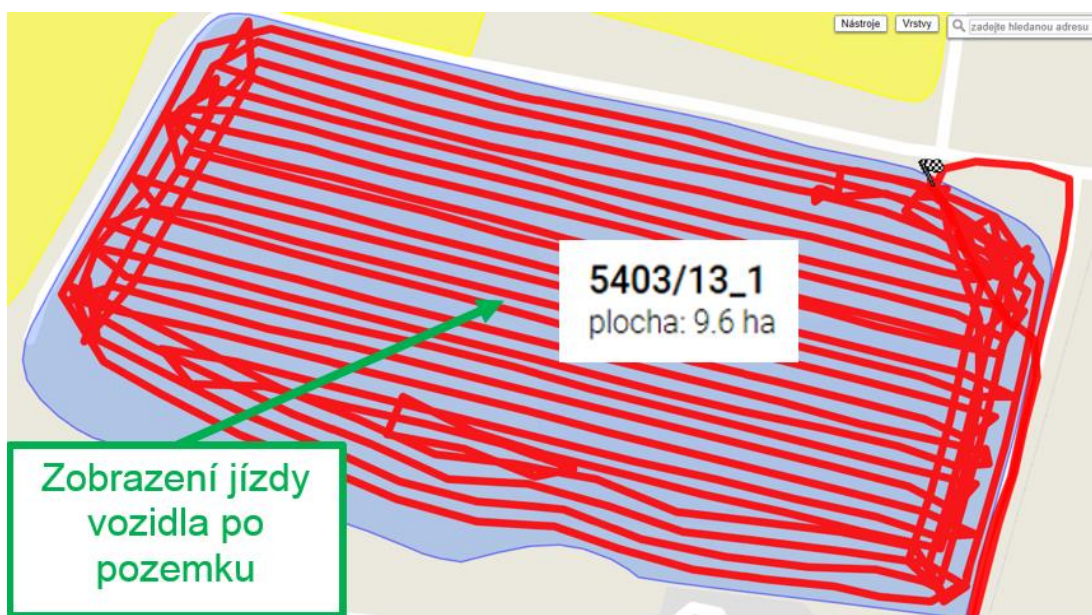 Nástroje
Vrstvy
zadejte hledanou adresu
5403/13_1
plocha: 9.6 ha
Zobrazení jízdy
vozidla po
pozemku